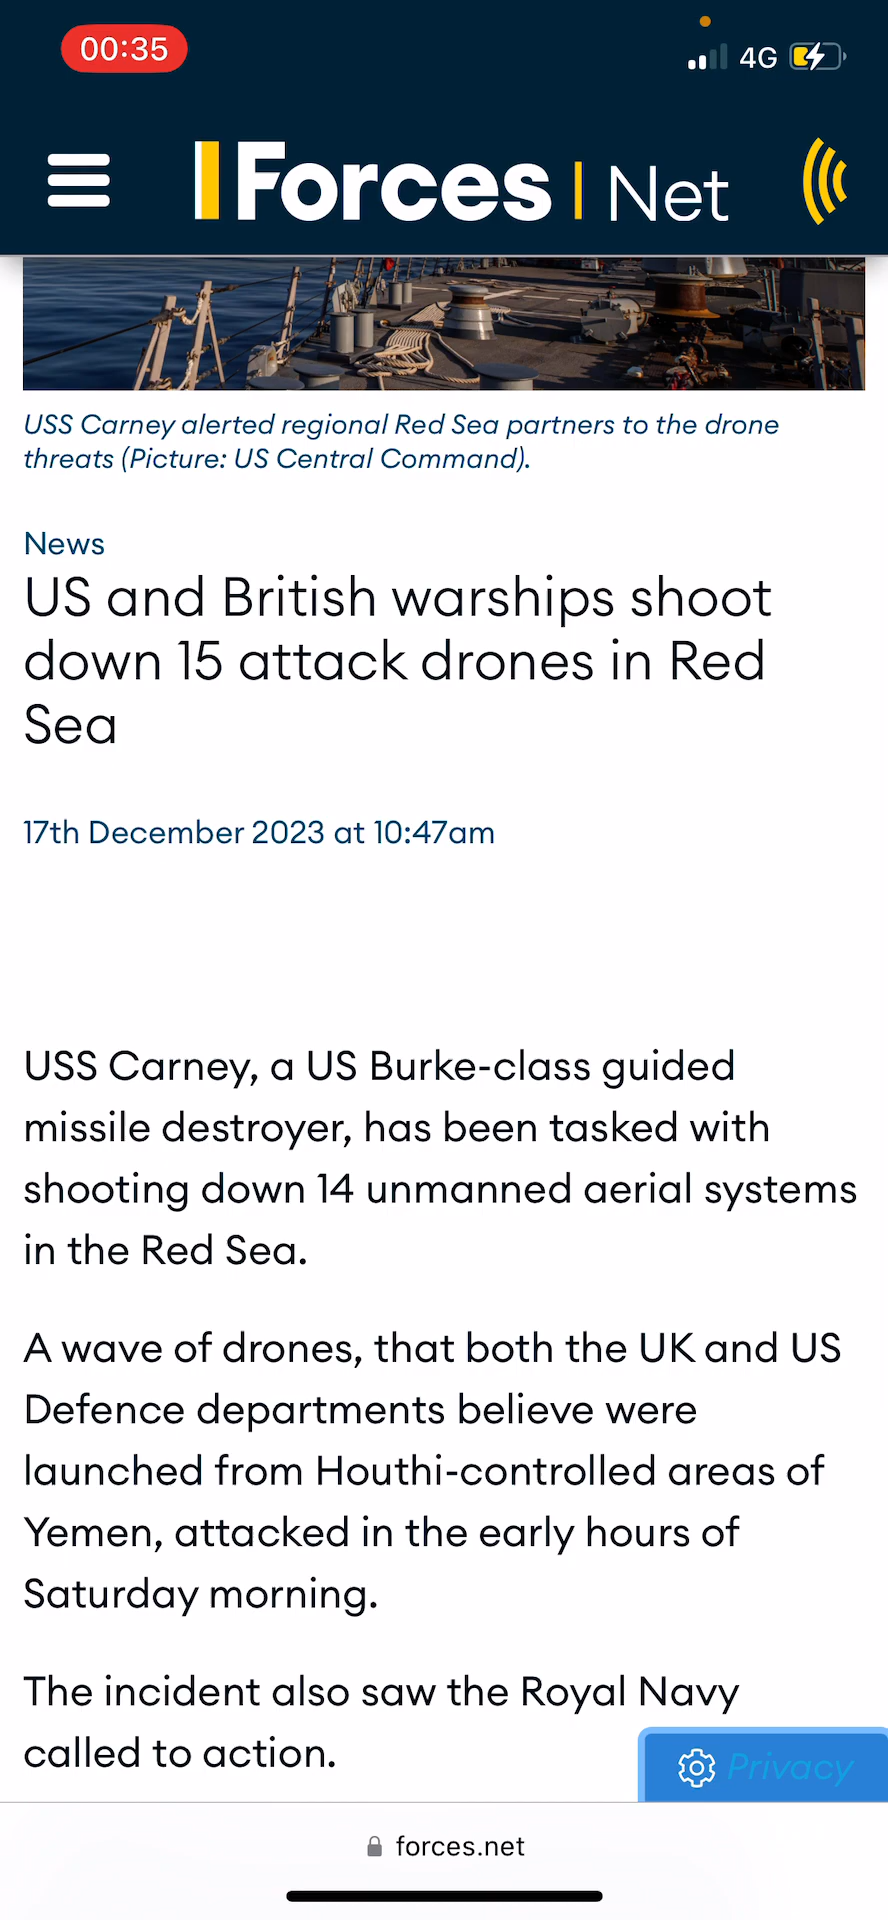 00:35
4G
Forces Net
USS Carney alerted regional Red Sea partners to the drone
threats (Picture: US Central Command).
News
US and British warships shoot
down 15 attack drones in Red
Sea
17th December 2023 at 10:47am
USS Carney, a US Burke-class guided
missile destroyer, has been tasked with
shooting down 14 unmanned aerial systems
in the Red Sea.
A wave of drones, that both the UK and US
Defence departments believe were
launched from Houthi-controlled areas of
Yemen, attacked in the early hours of
Saturday morning.
The incident also saw the Royal Navy
called to action.
Privacy
forces.net